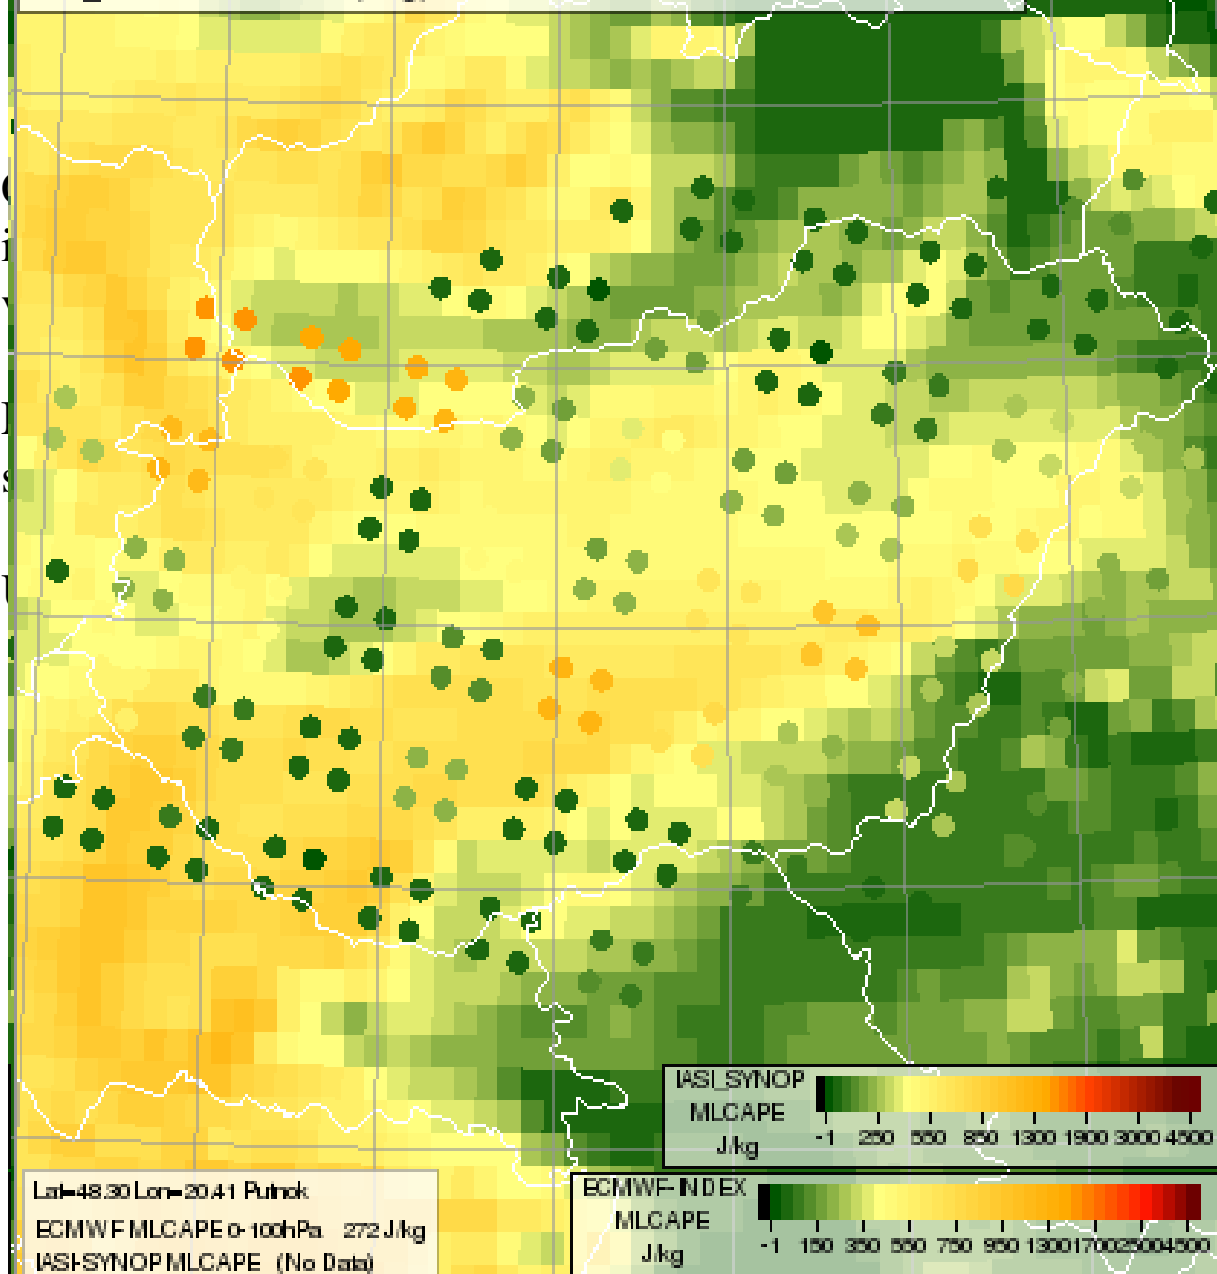 IASI_SYNOP
MLCAPE
J/kg
-1 250 550 850 1300 1900 3000 4500
ECMWF-INDEX
MLCAPE
J/kg
-1 150 350 550 750 950 1300 1700 2500 4500
Lat=48.30 Lon=20.41 Putnok
ECMWF MLCAPE 0-100hPa 272 J/kg
IASI-SYNOP MLCAPE (No Data)